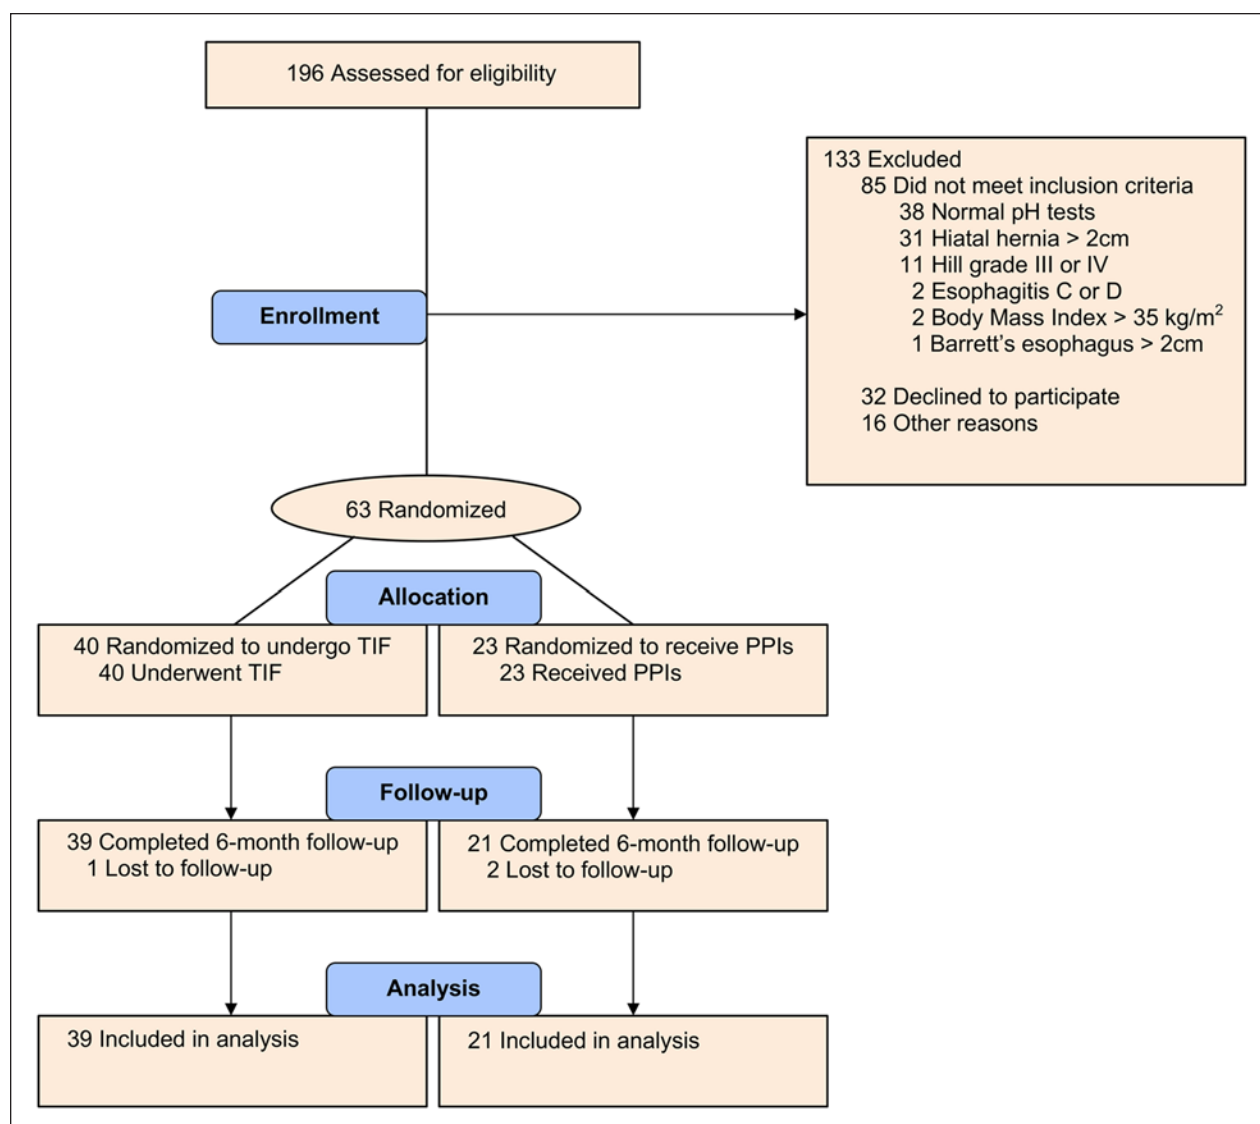 196 Assessed for eligibility
133 Excluded
85 Did not meet inclusion criteria
38 Normal pH tests
31 Hiatal hernia > 2cm
11 Hill grade III or IV
2 Esophagitis C or D
2 Body Mass Index > 35 kg/m²
1 Barrett's esophagus > 2cm
32 Declined to participate
16 Other reasons
Enrollment
63 Randomized
Allocation
40 Randomized to undergo TIF
40 Underwent TIF
23 Randomized to receive PPIs
23 Received PPIs
Follow-up
39 Completed 6-month follow-up
1 Lost to follow-up
21 Completed 6-month follow-up
2 Lost to follow-up
Analysis
39 Included in analysis
21 Included in analysis